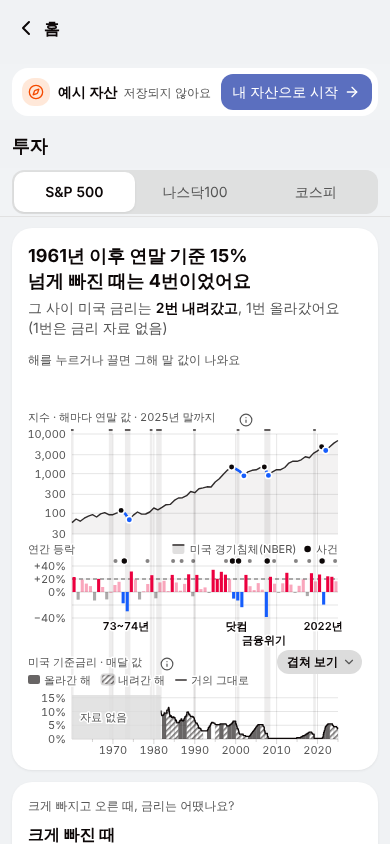 홈
예시 자산 저장되지 않아요 내 자산으로 시작
투자
S&P 500 나스닥100 코스피
1961년 이후 연말 기준 15%
넘게 빠진 때는 4번이었어요
그 사이 미국 금리는 2번 내려갔고, 1번 올라갔어요
(1번은 금리 자료 없음)
해를 누르거나 끌면 그해 말 값이 나와요
지수 · 해마다 연말 값 · 2025년 말까지
10,000
3,000
1,000
300
100
30
연간 등락 미국 경기침체(NBER) 사건
+40%
+20%
0%
−40%
73~74년 닷컴 2022년
금융위기
미국 기준금리 · 매달 값 겹쳐 보기
올라간 해 내려간 해 거의 그대로
15%
10%
5%
0%
자료 없음
1970 1980 1990 2000 2010 2020
크게 빠지고 오른 때, 금리는 어땠나요?
크게 빠진 때